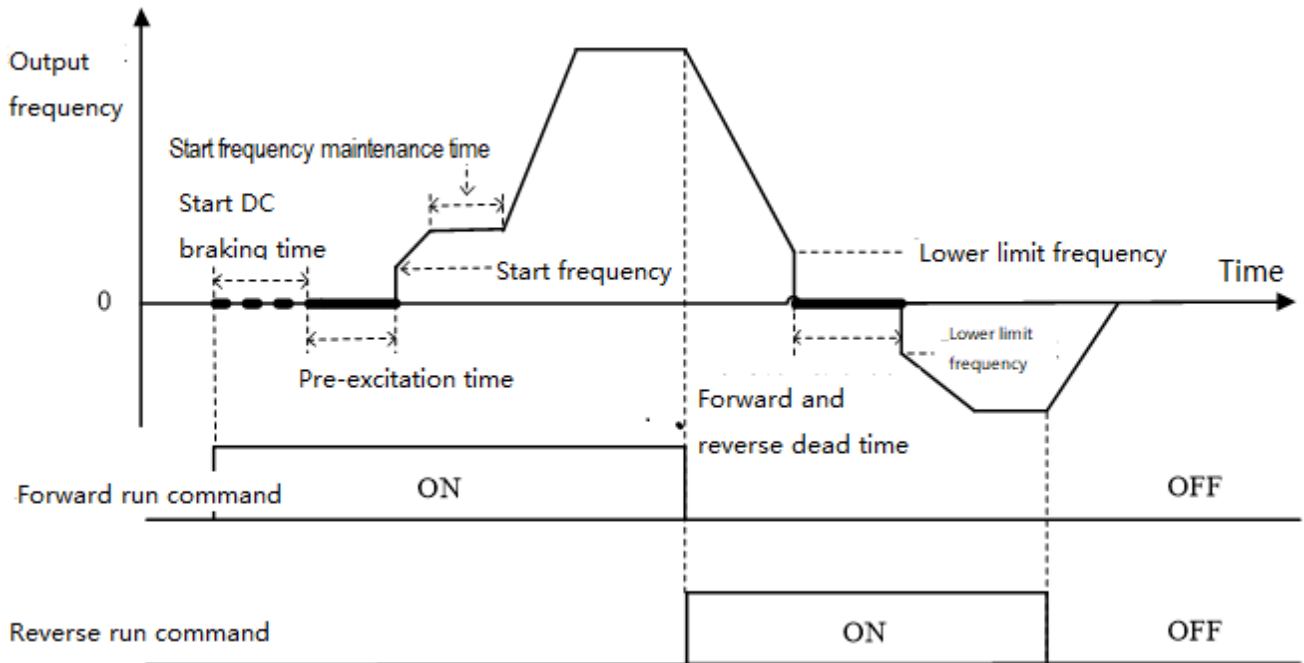 Output
frequency
Start frequency maintenance time
Start DC
braking time
Start frequency
Lower limit frequency
Time
0
Lower limit
frequency
Pre-excitation time
Forward and
reverse dead time
Forward run command
ON
OFF
Reverse run command
ON
OFF